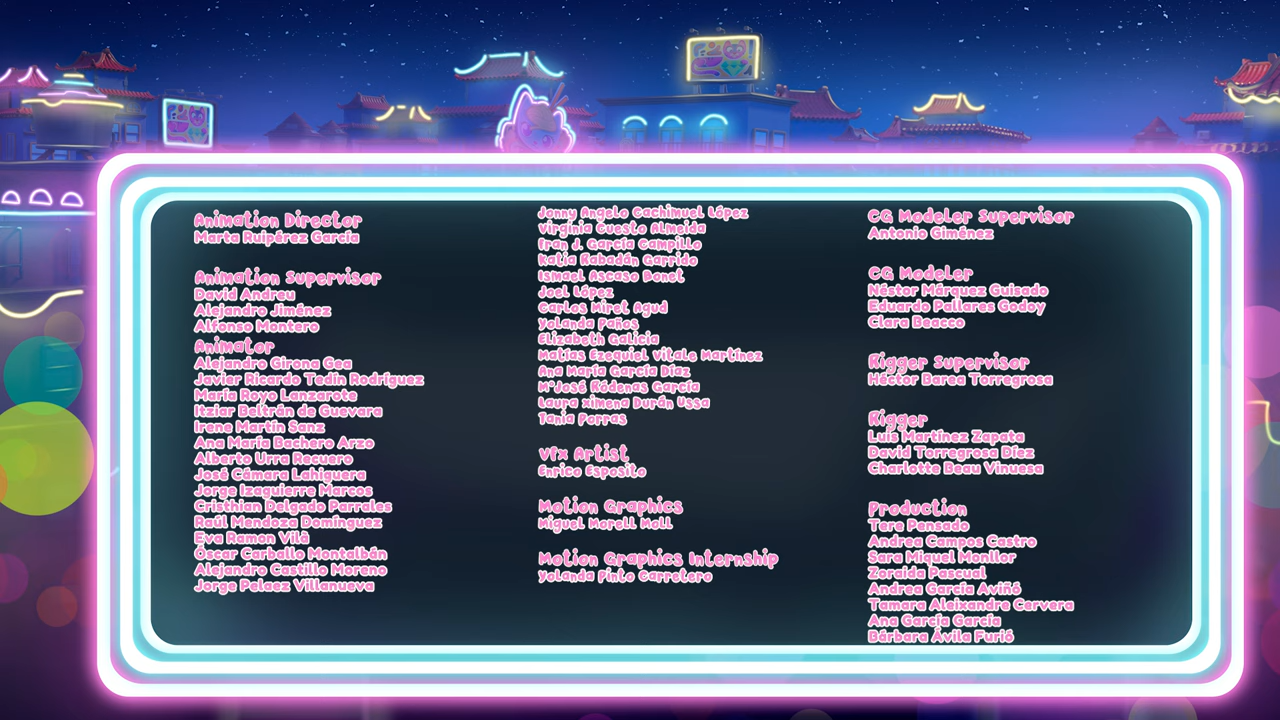 Animation Director
Marta Ruipérez García
Animation Supervisor
David Andreu
Alejandro Jiménez
Alfonso Montero
Animator
Alejandro Girona Gea
Javier Ricardo Tedín Rodríguez
María Royo Lanzarote
Itziar Beltrán de Guevara
Irene Martín Sanz
Ana María Bachero Arzo
Alberto Urra Recuero
José Cámara Lahiguera
Jorge Izaguierre Marcos
Cristhian Delgado Parrales
Raúl Mendoza Domínguez
Eva Ramon Vilà
Óscar Carballo Montalbán
Alejandro Castillo Moreno
Jorge Pelaez Villanueva
Jonny Angelo Cachimuel López
Virginia Cuesto Almeida
Fran J. García Campillo
Katia Rabadán Garrido
Ismael Ascaso Donet
Joel López
Carlos Miret Agud
Yolanda Paños
Elizabeth Galicia
Matías Ezequiel Vitale Martínez
Ana María García Díaz
MªJosé Ródenas García
Laura Ximena Durán Ussa
Tania Porras
Vfx Artist
Enrico Esposito
Motion Graphics
Miguel Morell Moll
Motion Graphics Internship
Yolanda Pinto Carretero
CG Modeler Supervisor
Antonio Giménez
CG Modeler
Néstor Márquez Guisado
Eduardo Pallares Godoy
Clara Beacco
Rigger Supervisor
Héctor Barea Torregrosa
Rigger
Luis Martínez Zapata
David Torregrosa Díez
Charlotte Beau Vinuesa
Production
Tere Pensado
Andrea Campos Castro
Sara Miquel Monllor
Zoraida Pascual
Andrea García Aviñó
Tamara Aleixandre Cervera
Ana García García
Bárbara Ávila Furió